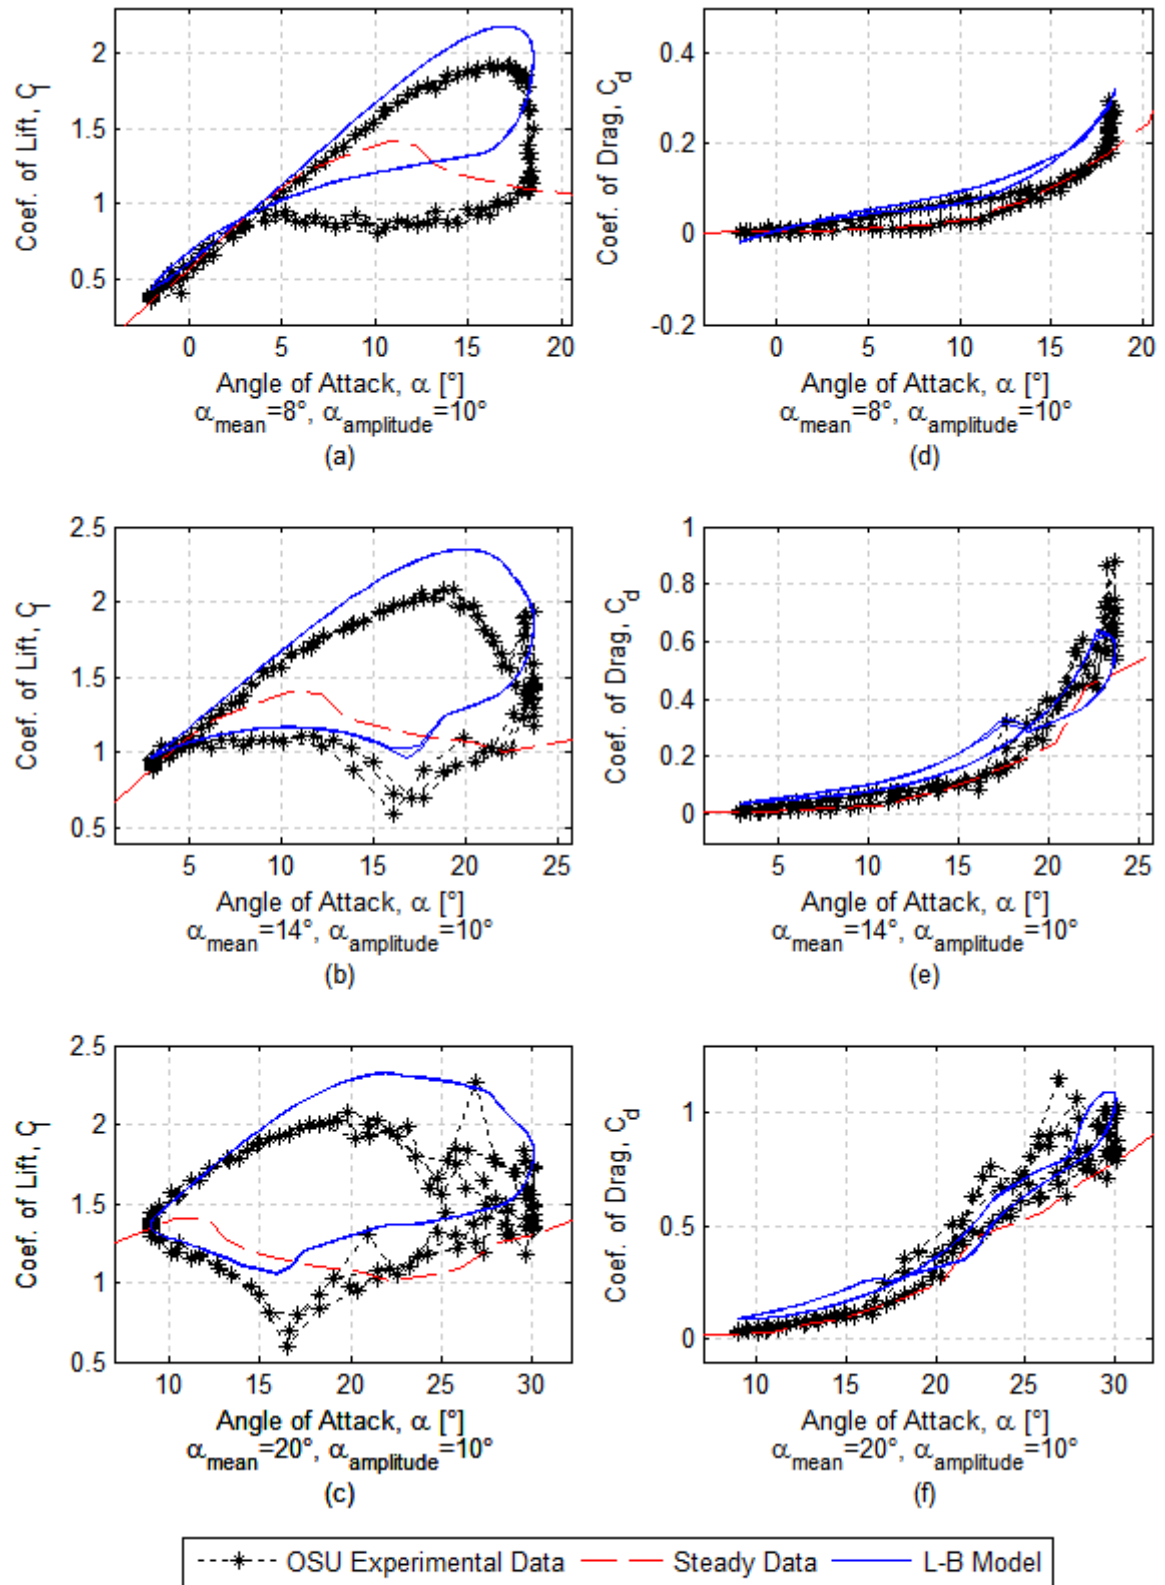 2
1.5
1
0.5
Coef. of Lift, Cl
0 5 10 15 20
Angle of Attack, α [°]
αmean=8°, αamplitude=10°
(a)
0.4
0.2
0
-0.2
Coef. of Drag, Cd
0 5 10 15 20
Angle of Attack, α [°]
αmean=8°, αamplitude=10°
(d)
2.5
2
1.5
1
0.5
Coef. of Lift, Cl
5 10 15 20 25
Angle of Attack, α [°]
αmean=14°, αamplitude=10°
(b)
1
0.8
0.6
0.4
0.2
0
Coef. of Drag, Cd
5 10 15 20 25
Angle of Attack, α [°]
αmean=14°, αamplitude=10°
(e)
2.5
2
1.5
1
0.5
Coef. of Lift, Cl
10 15 20 25 30
Angle of Attack, α [°]
αmean=20°, αamplitude=10°
(c)
1
0.5
0
Coef. of Drag, Cd
10 15 20 25 30
Angle of Attack, α [°]
αmean=20°, αamplitude=10°
(f)
OSU Experimental Data Steady Data L-B Model